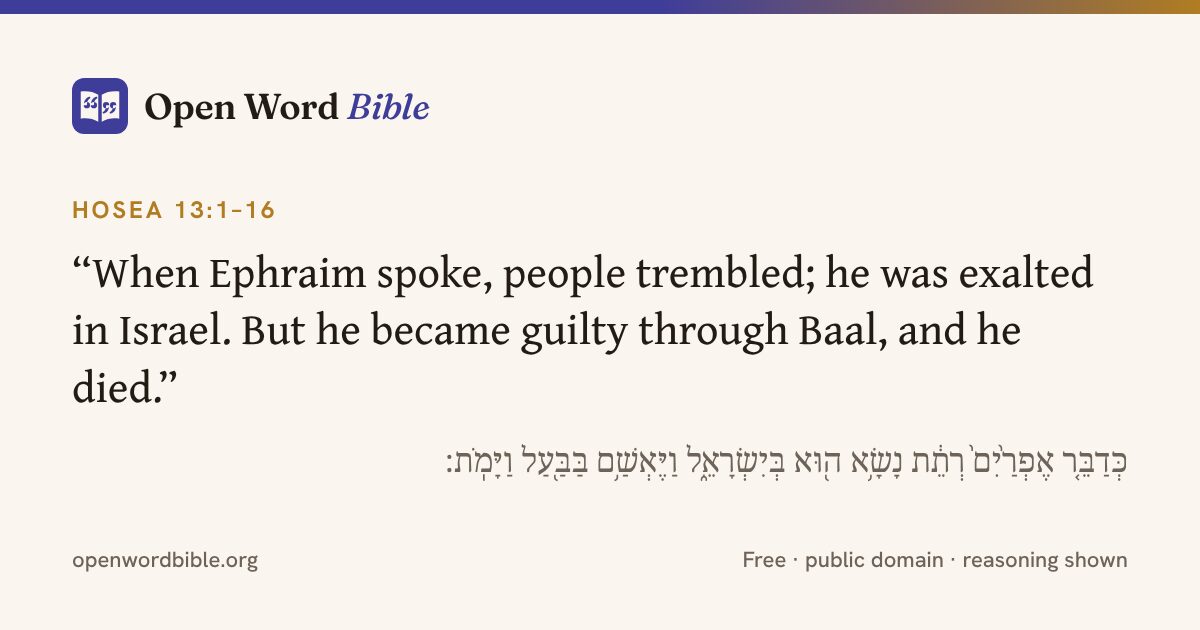 Open Word Bible
HOSEA 13:1–16
“When Ephraim spoke, people trembled; he was exalted
in Israel. But he became guilty through Baal, and he
died.”
כְּדַבֵּ֤ר אֶפְרַ֙יִם֙ רְתֵ֔ת נָשָׂ֥א ה֖וּא בְּיִשְׂרָאֵ֑ל וַיֶּאְשַׁ֥ם בַּבַּ֖עַל וַיָּמֹֽת׃
openwordbible.org
Free · public domain · reasoning shown